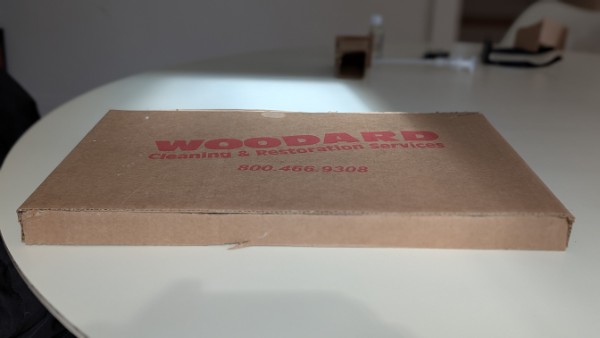 WOODARD
Cleaning & Restoration Services
800.466.9308